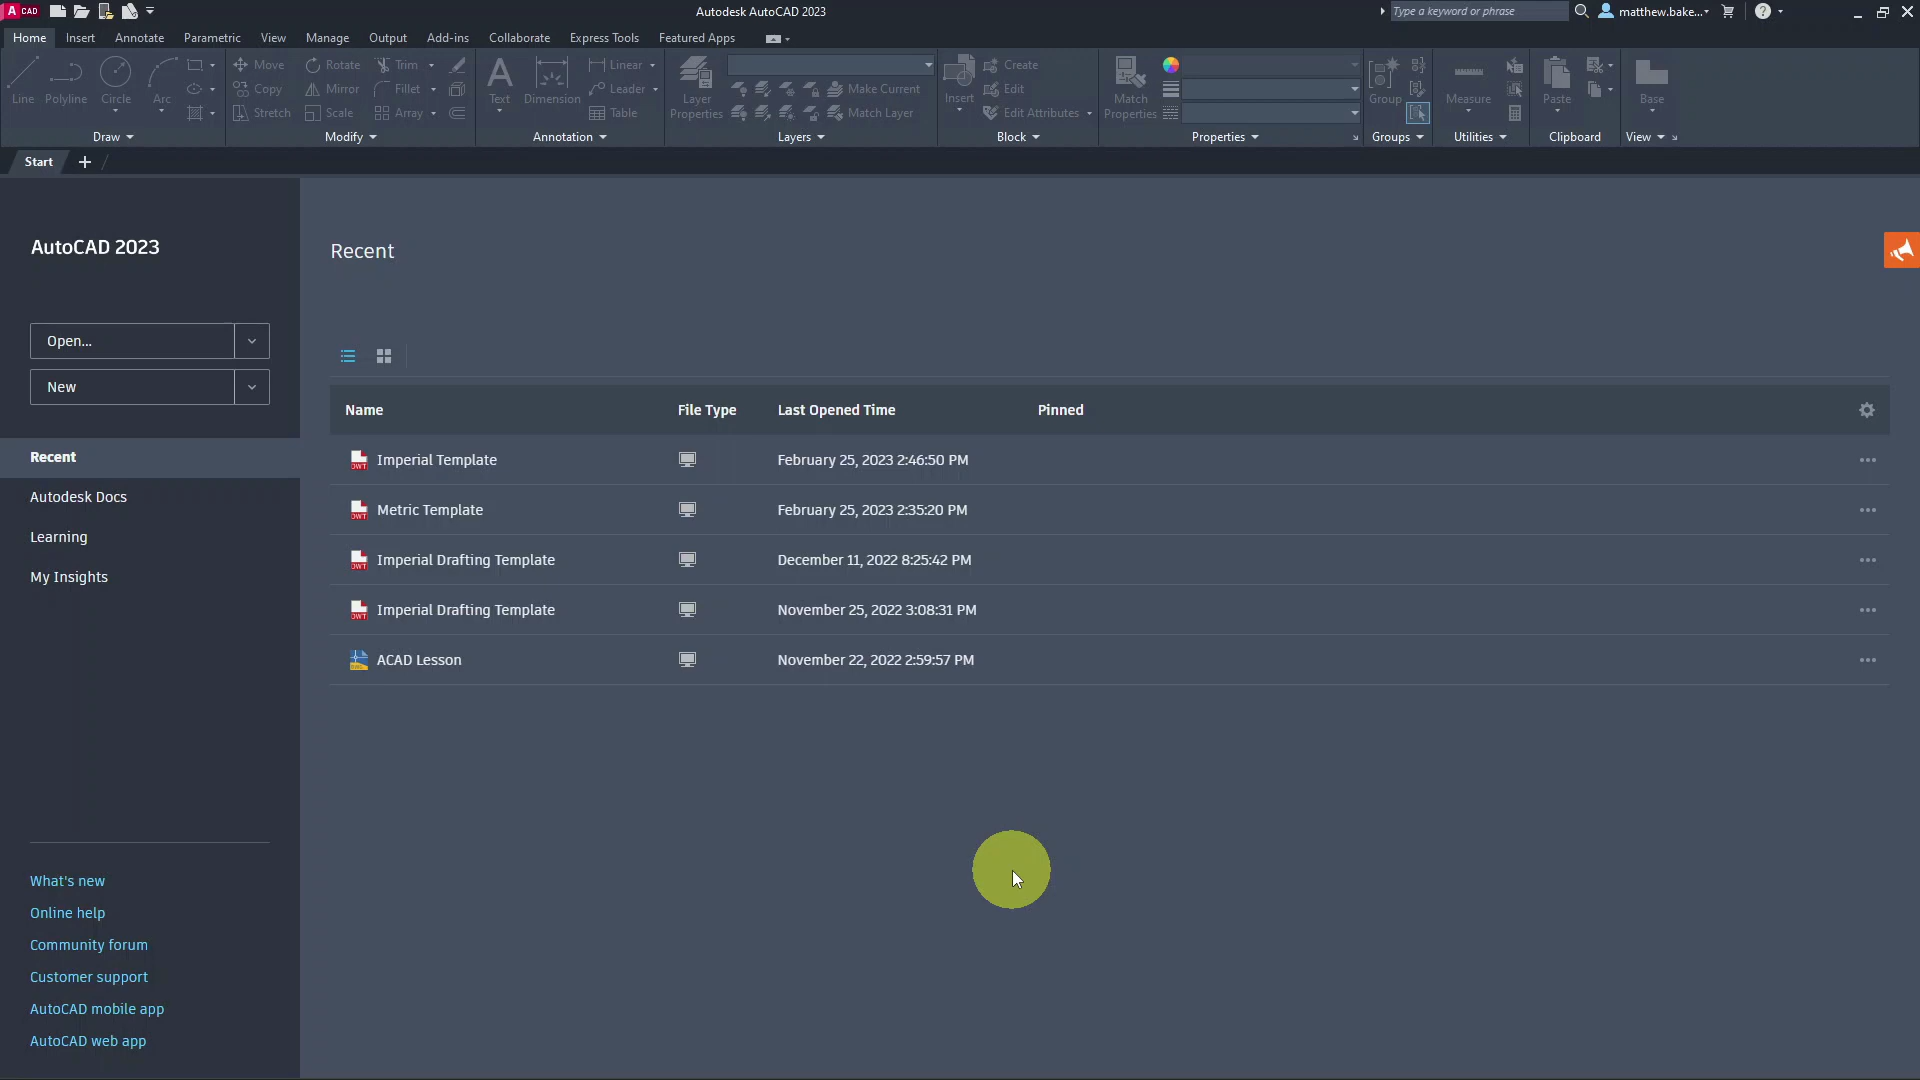 A CAD
Autodesk AutoCAD 2023
Type a keyword or phrase
matthew.bake...
Home Insert Annotate Parametric View Manage Output Add-ins Collaborate Express Tools Featured Apps
Line Polyline Circle Arc
Draw
Move Rotate Trim
Copy Mirror Fillet
Stretch Scale Array
Modify
Text Dimension
Linear
Leader
Table
Annotation
Layer Properties
Make Current
Match Layer
Layers
Insert
Create
Edit
Edit Attributes
Block
Match Properties
Properties
Group
Groups
Measure
Utilities
Paste
Clipboard
Base
View
Start
AutoCAD 2023
Open...
New
Recent
Autodesk Docs
Learning
My Insights
What's new
Online help
Community forum
Customer support
AutoCAD mobile app
AutoCAD web app
Recent
Name File Type Last Opened Time Pinned
Imperial Template February 25, 2023 2:46:50 PM
Metric Template February 25, 2023 2:35:20 PM
Imperial Drafting Template December 11, 2022 8:25:42 PM
Imperial Drafting Template November 25, 2022 3:08:31 PM
ACAD Lesson November 22, 2022 2:59:57 PM